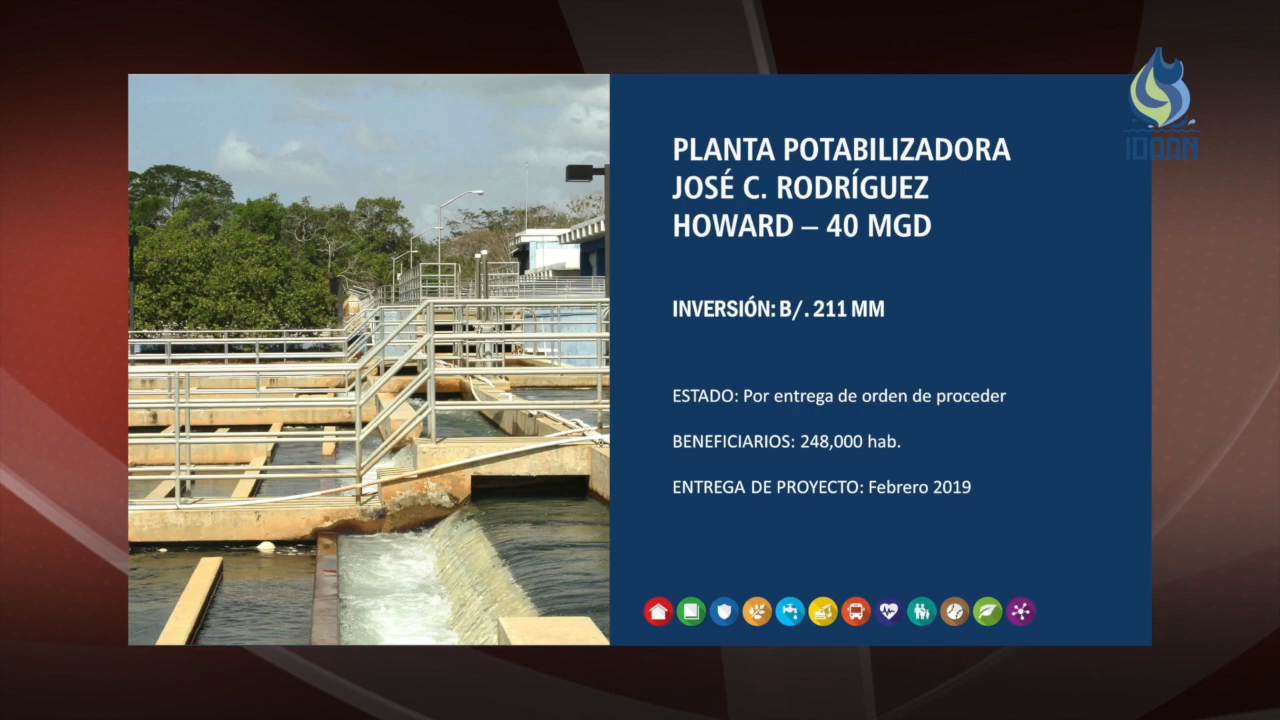 PLANTA POTABILIZADORA
JOSÉ C. RODRÍGUEZ
HOWARD – 40 MGD
INVERSIÓN: B/. 211 MM
ESTADO: Por entrega de orden de proceder
BENEFICIARIOS: 248,000 hab.
ENTREGA DE PROYECTO: Febrero 2019
IDAAN